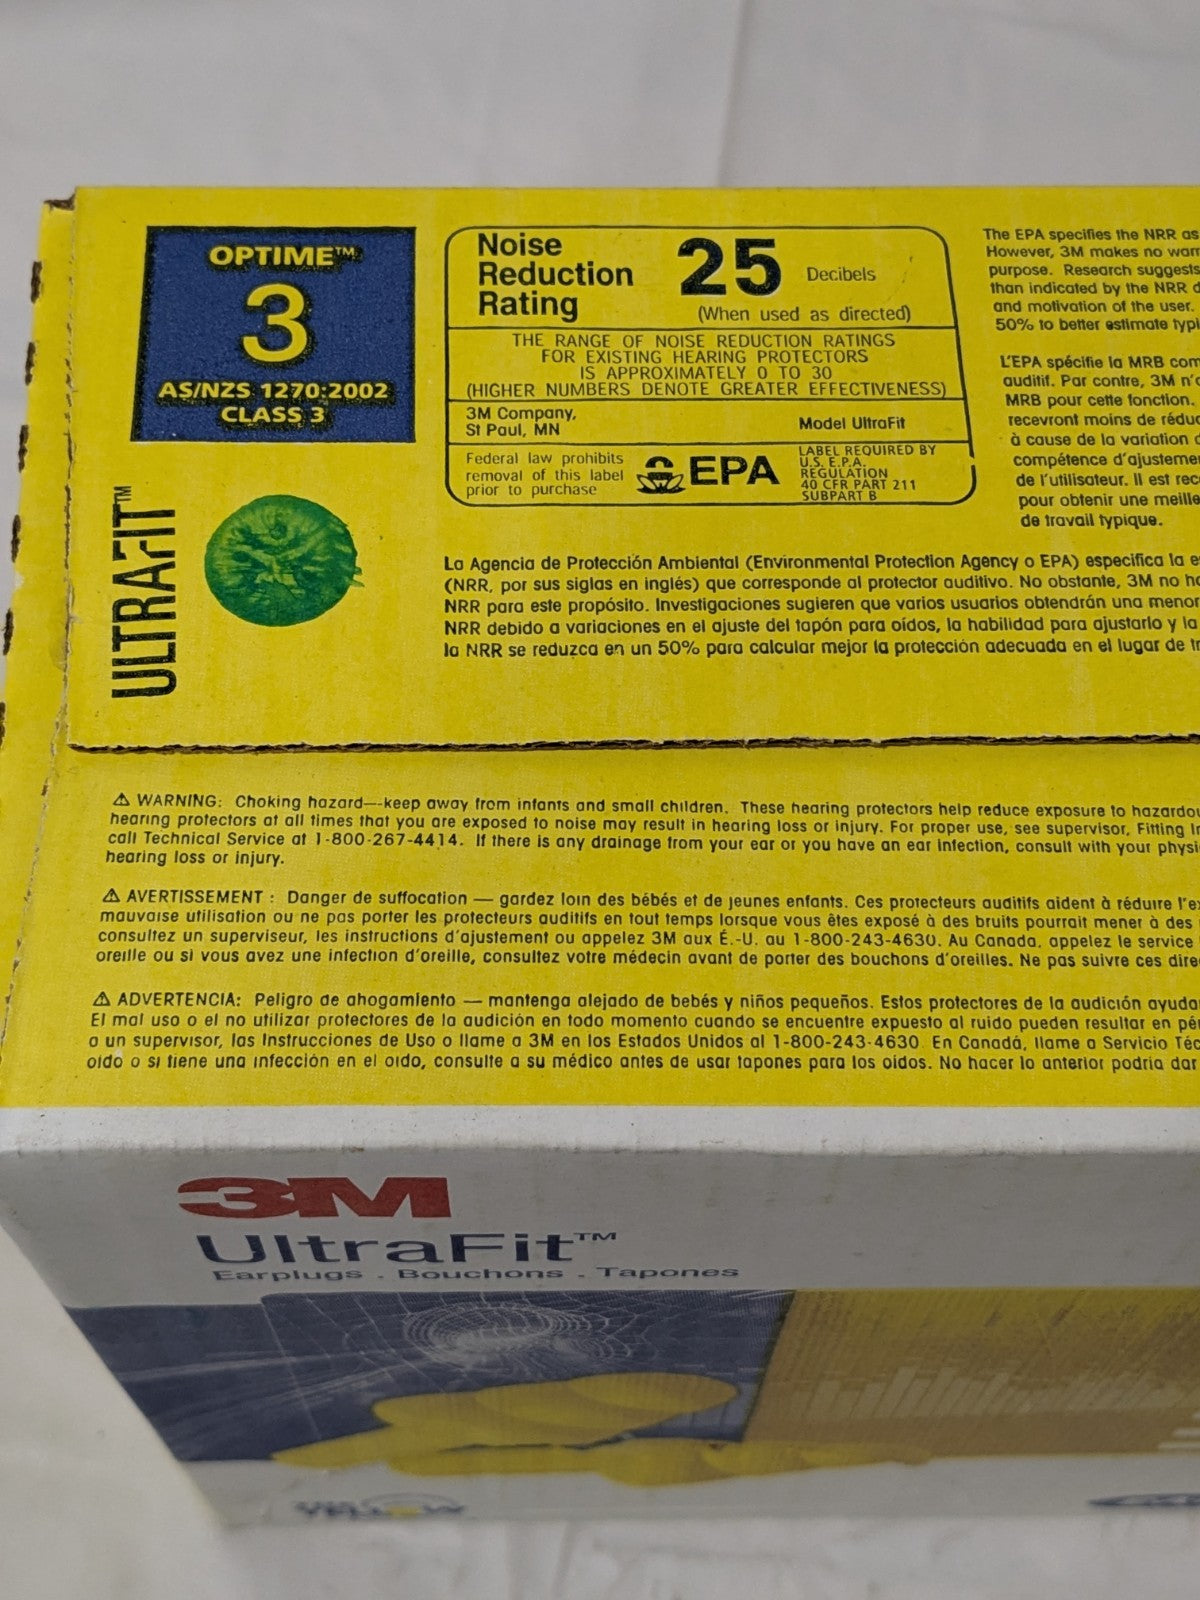 OPTIME™
3
AS/NZS 1270:2002
CLASS 3
ULTRAFIT™
Noise
Reduction
Rating
25 Decibels
(When used as directed)
THE RANGE OF NOISE REDUCTION RATINGS
FOR EXISTING HEARING PROTECTORS
IS APPROXIMATELY 0 TO 30
(HIGHER NUMBERS DENOTE GREATER EFFECTIVENESS)
3M Company,
St Paul, MN
Model UltraFit
Federal law prohibits
removal of this label
prior to purchase
EPA
LABEL REQUIRED BY
U.S. E.P.A.
REGULATION
40 CFR PART 211
SUBPART B
The EPA specifies the NRR as
However, 3M makes no
purpose. Research suggests
than indicated by the NRR
and motivation of the user.
50% to better estimate
L'EPA spécifie la MRB
auditif. Par contre, 3M
MRB pour cette fonction.
recevront moins de
à cause de la variation
compétence
de l'utilisateur. Il est
pour obtenir une
de travail typique.
La Agencia de Protección Ambiental (Environmental Protection Agency o EPA) especifica la
(NRR, por sus siglas en inglés) que corresponde al protector auditivo. No obstante, 3M no
NRR para este propósito. Investigaciones sugieren que varios usuarios obtendrán una menor
NRR debido a variaciones en el ajuste del tapón para oídos, la habilidad para ajustarlo y la
la NRR se reduzca en un 50% para calcular mejor la protección adecuada en el lugar de
⚠ WARNING: Choking hazard—keep away from infants and small children. These hearing protectors help reduce exposure to
hearing protectors at all times that you are exposed to noise may result in hearing loss or injury. For proper use, see supervisor, Fitting
call Technical Service at 1-800-267-4414. If there is any drainage from your ear or you have an ear infection, consult with your
hearing loss or injury.
⚠ AVERTISSEMENT : Danger de suffocation — gardez loin des bébés et de jeunes enfants. Ces protecteurs auditifs aident à réduire
mauvaise utilisation ou ne pas porter les protecteurs auditifs en tout temps lorsque vous êtes exposé à des bruits pourrait mener à des
consultez un superviseur, les instructions d'ajustement ou appelez 3M aux É.-U. au 1-800-243-4630. Au Canada, appelez le service
oreille ou si vous avez une infection d'oreille, consultez votre médecin avant de porter des bouchons d'oreilles. Ne pas suivre ces
⚠ ADVERTENCIA: Peligro de ahogamiento — mantenga alejado de bebés y niños pequeños. Estos protectores de la audición
El mal uso o el no utilizar protectores de la audición en todo momento cuando se encuentre expuesto al ruido pueden resultar en
a un supervisor, las Instrucciones de Uso o llame a 3M en los Estados Unidos al 1-800-243-4630. En Canadá, llame a Servicio
oído o si tiene una infección en el oído, consulte a su médico antes de usar tapones para los oídos. No hacer lo anterior podría dar
3M
UltraFit™
Earplugs . Bouchons . Tapones